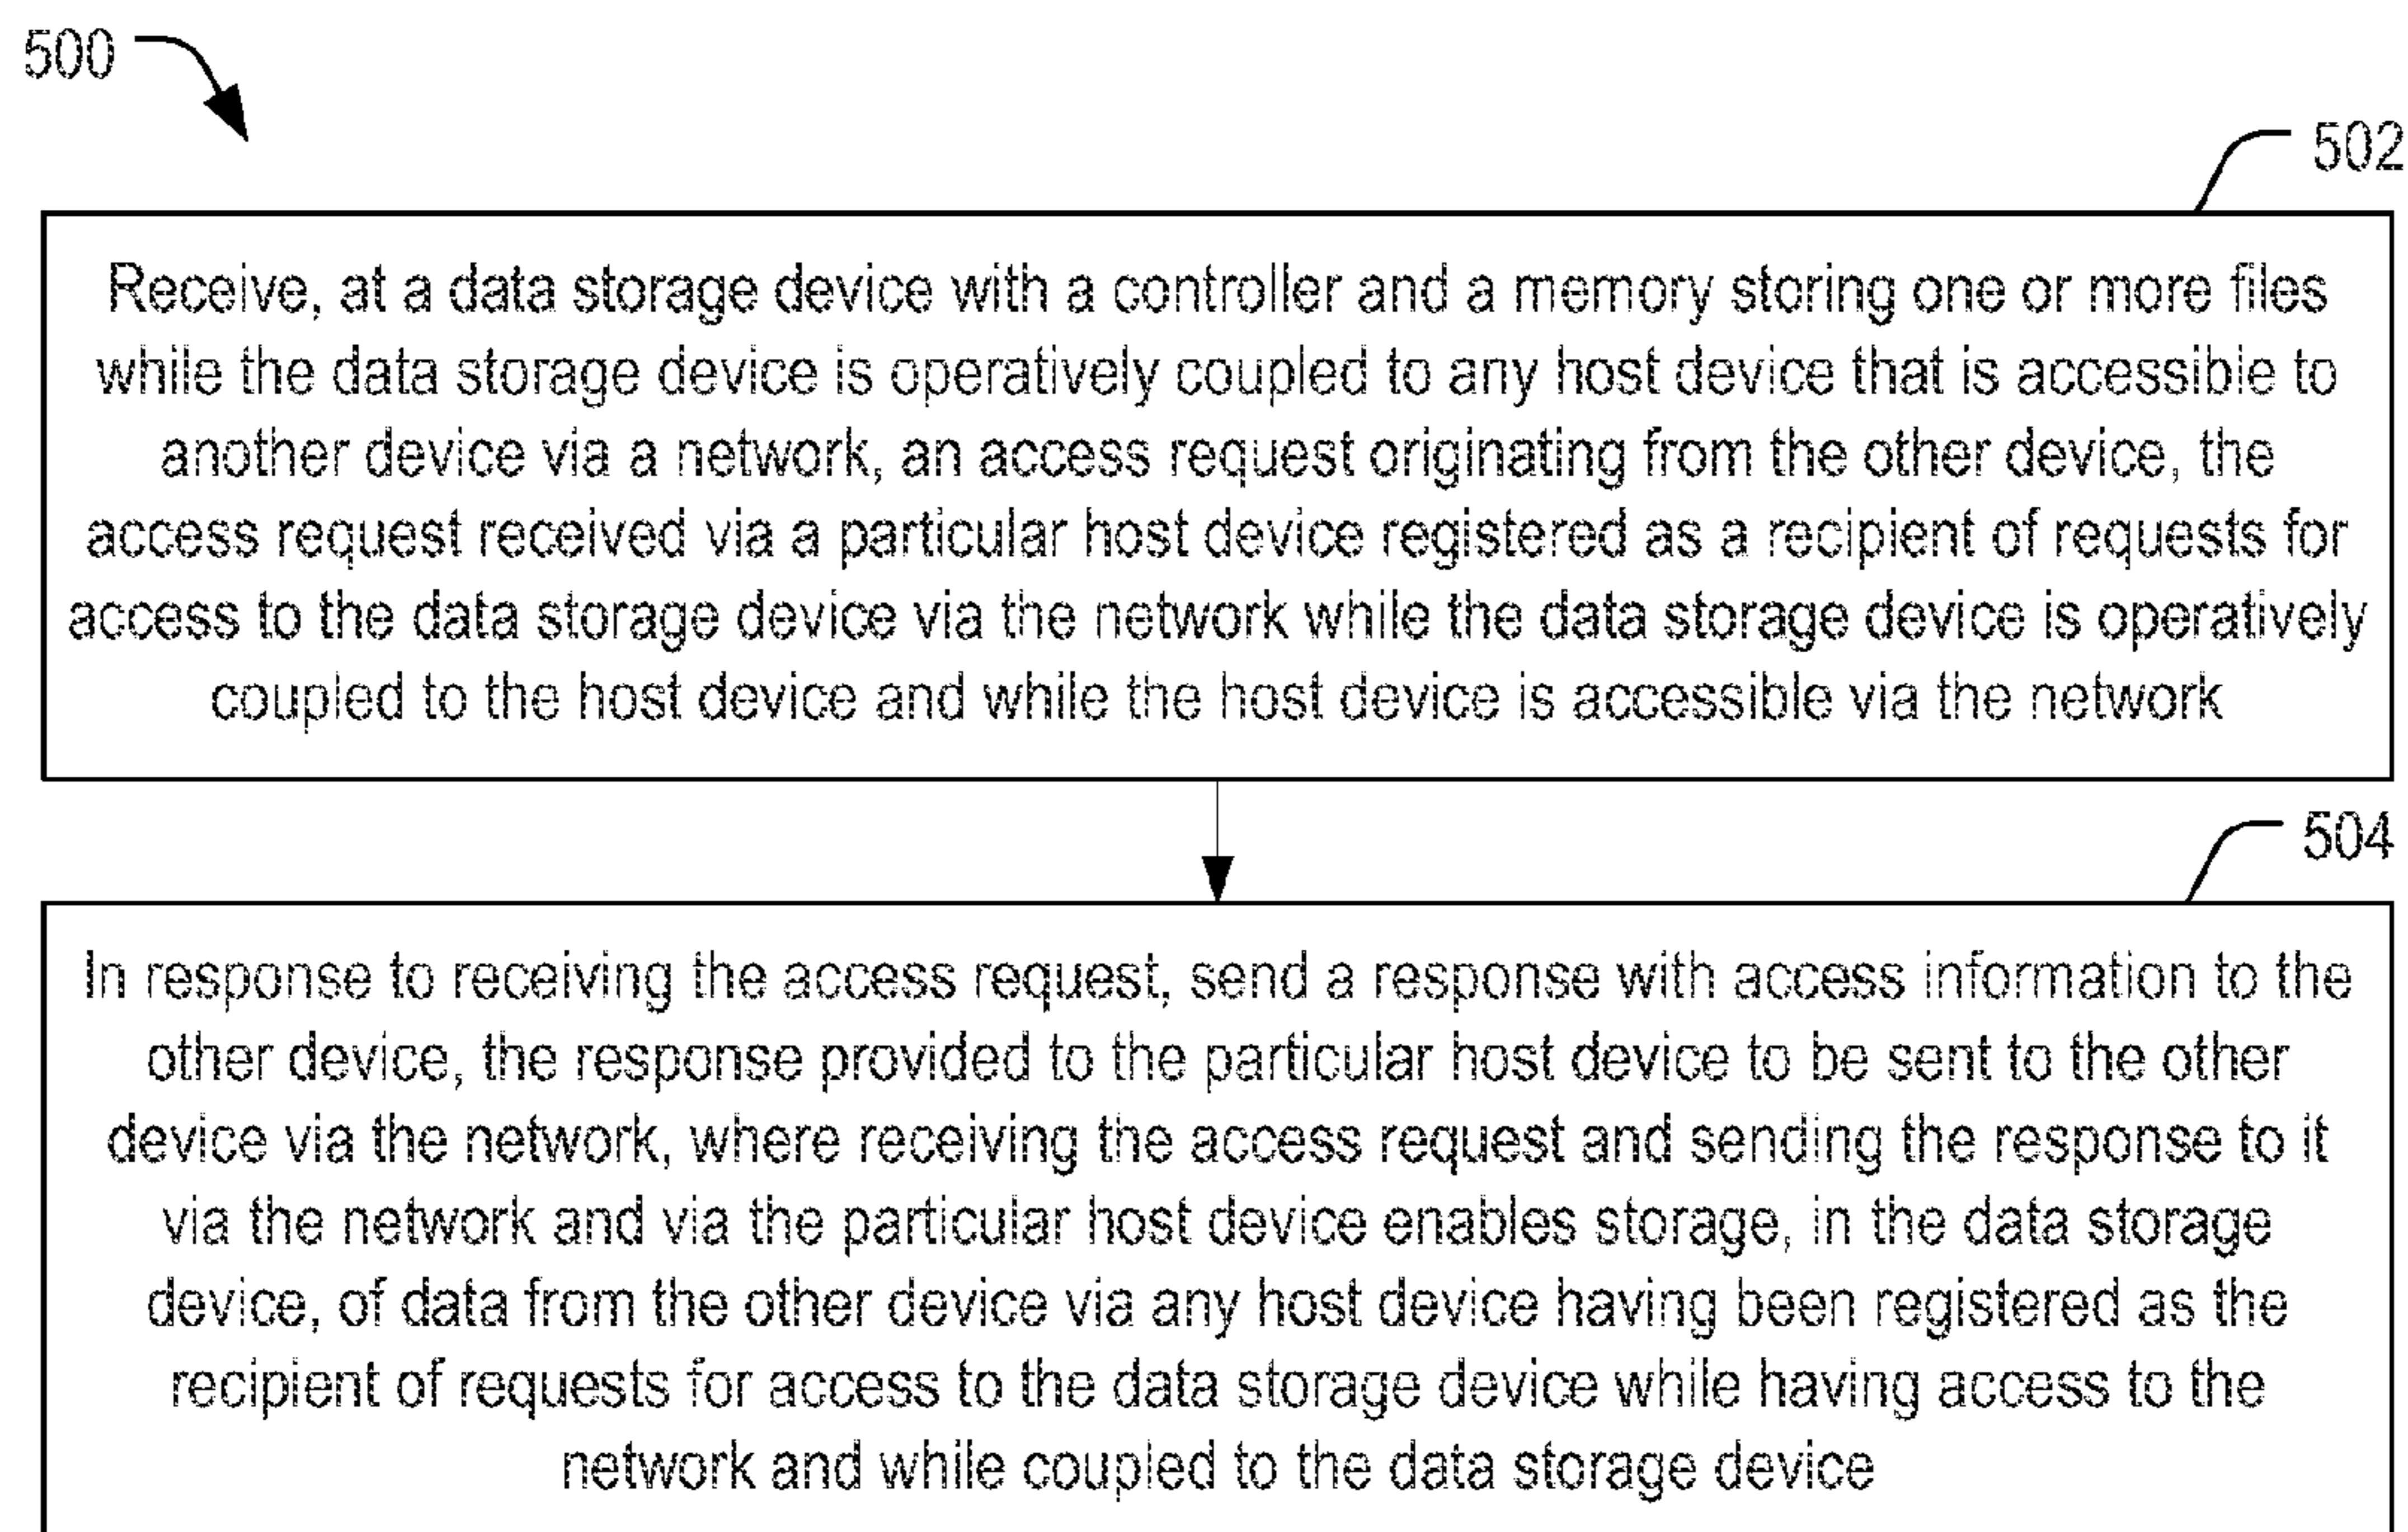 500
502
Receive, at a data storage device with a controller and a memory storing one or more files
while the data storage device is operatively coupled to any host device that is accessible to
another device via a network, an access request originating from the other device, the
access request received via a particular host device registered as a recipient of requests for
access to the data storage device via the network while the data storage device is operatively
coupled to the host device and while the host device is accessible via the network
504
In response to receiving the access request, send a response with access information to the
other device, the response provided to the particular host device to be sent to the other
device via the network, where receiving the access request and sending the response to it
via the network and via the particular host device enables storage, in the data storage
device, of data from the other device via any host device having been registered as the
recipient of requests for access to the data storage device while having access to the
network and while coupled to the data storage device